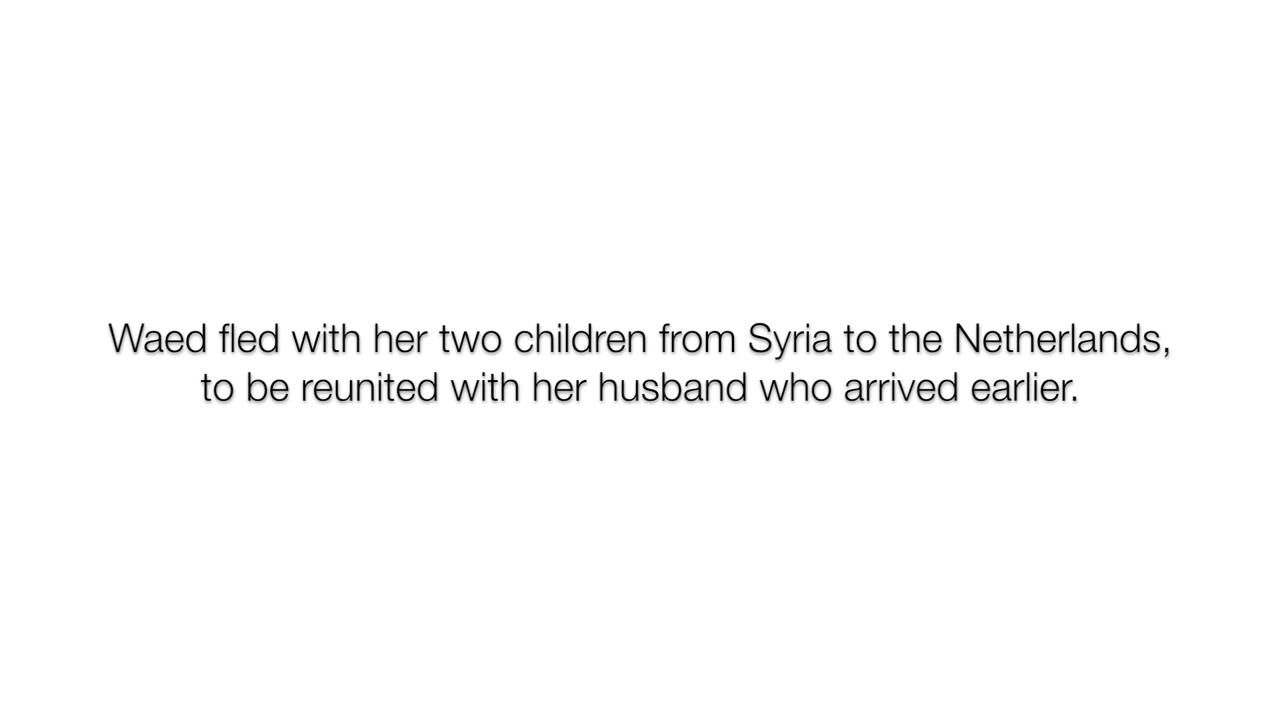 Waed fled with her two children from Syria to the Netherlands,
to be reunited with her husband who arrived earlier.